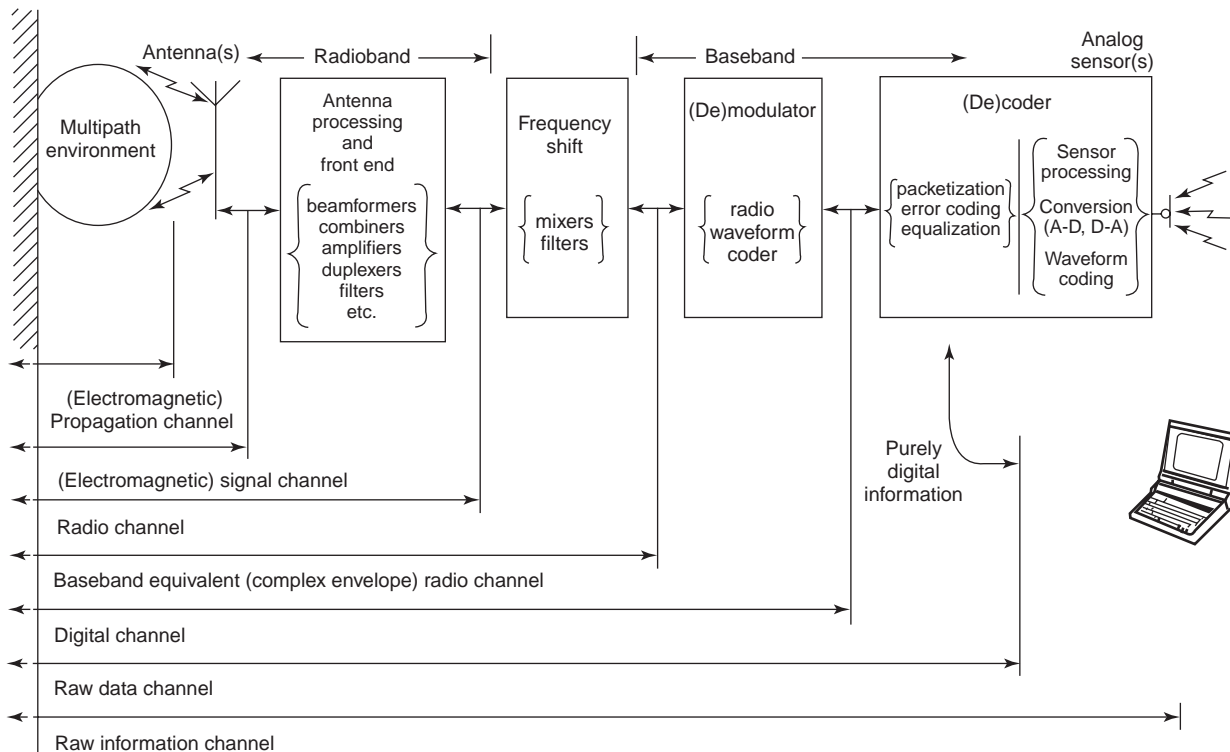 Antenna(s)
Radioband
Baseband
Analog
sensor(s)
Multipath
environment
Antenna
processing
and
front end
beamformers
combiners
amplifiers
duplexers
filters
etc.
Frequency
shift
mixers
filters
(De)modulator
radio
waveform
coder
(De)coder
packetization
error coding
equalization
Sensor
processing
Conversion
(A-D, D-A)
Waveform
coding
(Electromagnetic)
Propagation channel
(Electromagnetic) signal channel
Radio channel
Baseband equivalent (complex envelope) radio channel
Digital channel
Raw data channel
Raw information channel
Purely
digital
information